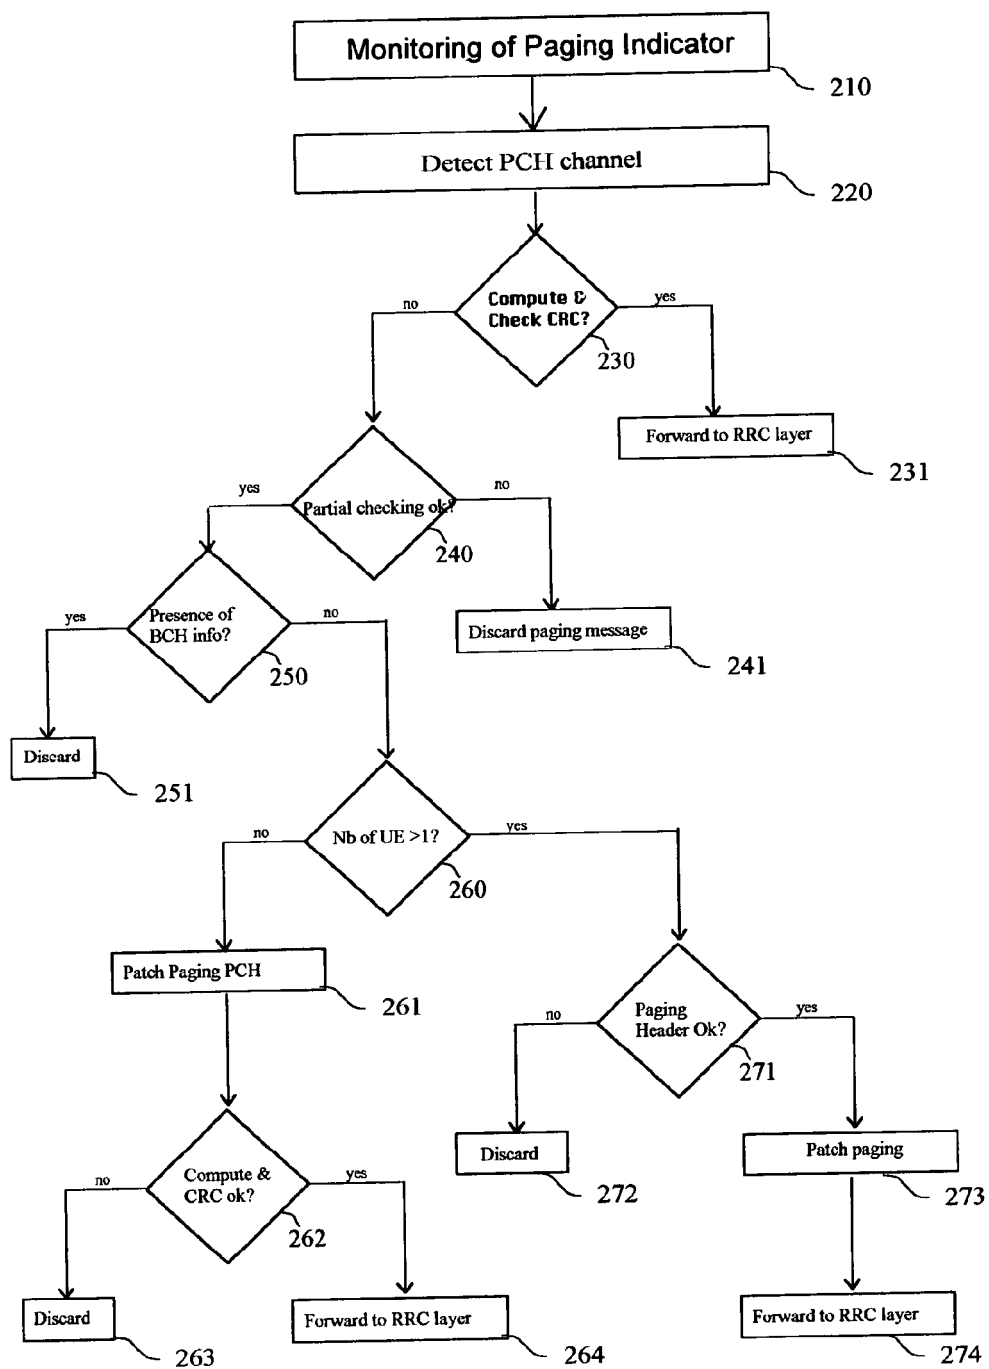 Monitoring of Paging Indicator
210
Detect PCH channel
220
Compute &
Check CRC?
no
yes
230
Forward to RRC layer
231
Partial checking ok?
yes
no
240
Discard paging message
241
Presence of
BCH info?
yes
no
250
Discard
251
Nb of UE >1?
no
yes
260
Patch Paging PCH
261
Paging
Header Ok?
no
yes
271
Discard
272
Patch paging
273
Compute &
CRC ok?
no
yes
262
Discard
263
Forward to RRC layer
264
Forward to RRC layer
274